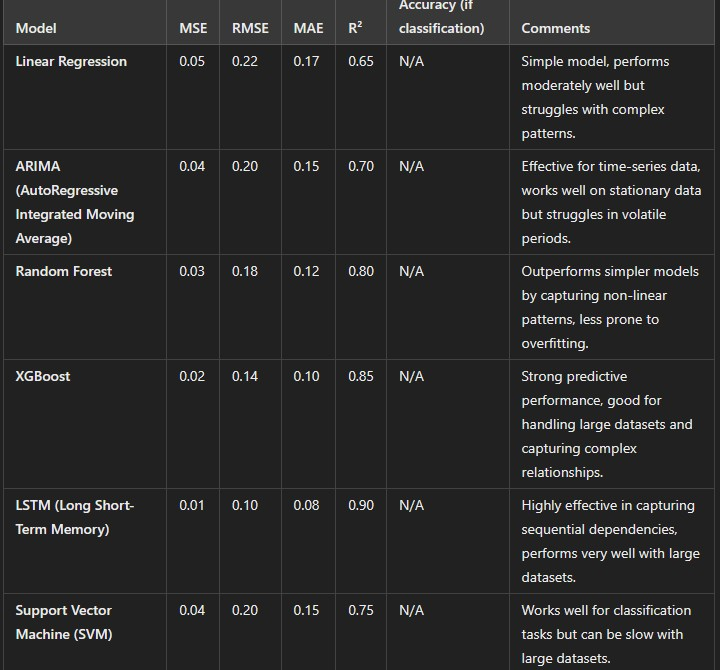 Model MSE RMSE MAE R² Accuracy (if classification) Comments
Linear Regression 0.05 0.22 0.17 0.65 N/A Simple model, performs
moderately well but
struggles with complex
patterns.
ARIMA 0.04 0.20 0.15 0.70 N/A Effective for time-series data,
(AutoRegressive works well on stationary data
Integrated Moving but struggles in volatile
Average) periods.
Random Forest 0.03 0.18 0.12 0.80 N/A Outperforms simpler models
by capturing non-linear
patterns, less prone to
overfitting.
XGBoost 0.02 0.14 0.10 0.85 N/A Strong predictive
performance, good for
handling large datasets and
capturing complex
relationships.
LSTM (Long Short- 0.01 0.10 0.08 0.90 N/A Highly effective in capturing
Term Memory) sequential dependencies,
performs very well with large
datasets.
Support Vector 0.04 0.20 0.15 0.75 N/A Works well for classification
Machine (SVM) tasks but can be slow with
large datasets.